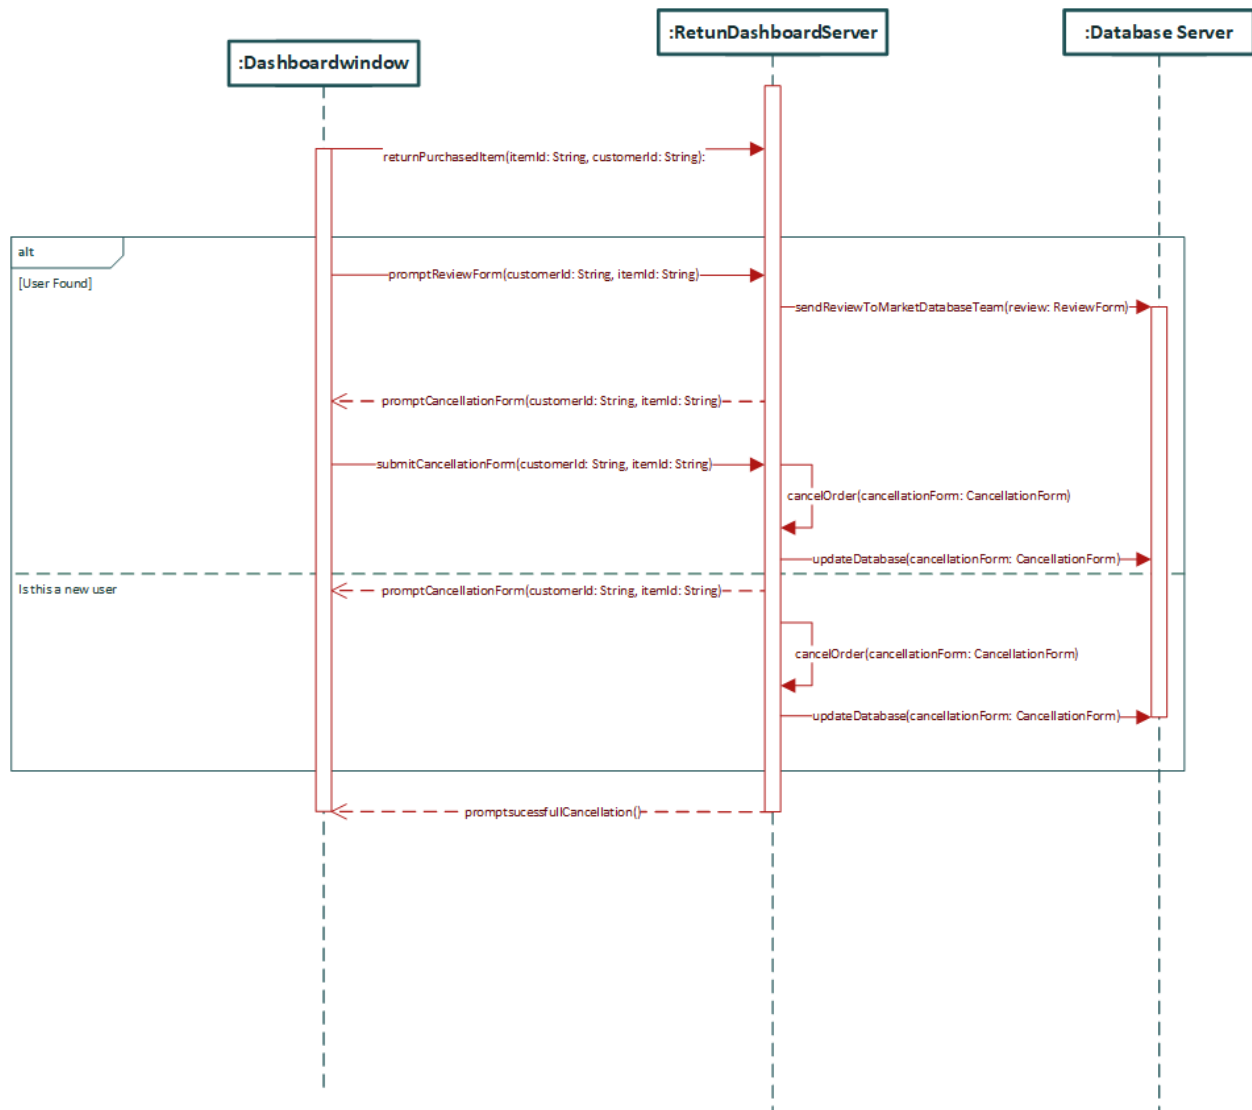 :RetunDashboardServer
:Database Server
:Dashboardwindow
returnPurchasedItem(itemId: String, customerId: String):
alt
[User Found]
promptReviewForm(customerId: String, itemId: String)
sendReviewToMarketDatabaseTeam(review: ReviewForm)
promptCancellationForm(customerId: String, itemId: String)
submitCancellationForm(customerId: String, itemId: String)
cancelOrder(cancellationForm: CancellationForm)
updateDatabase(cancellationForm: CancellationForm)
Is this a new user
promptCancellationForm(customerId: String, itemId: String)
cancelOrder(cancellationForm: CancellationForm)
updateDatabase(cancellationForm: CancellationForm)
promptsucessfullCancellation()